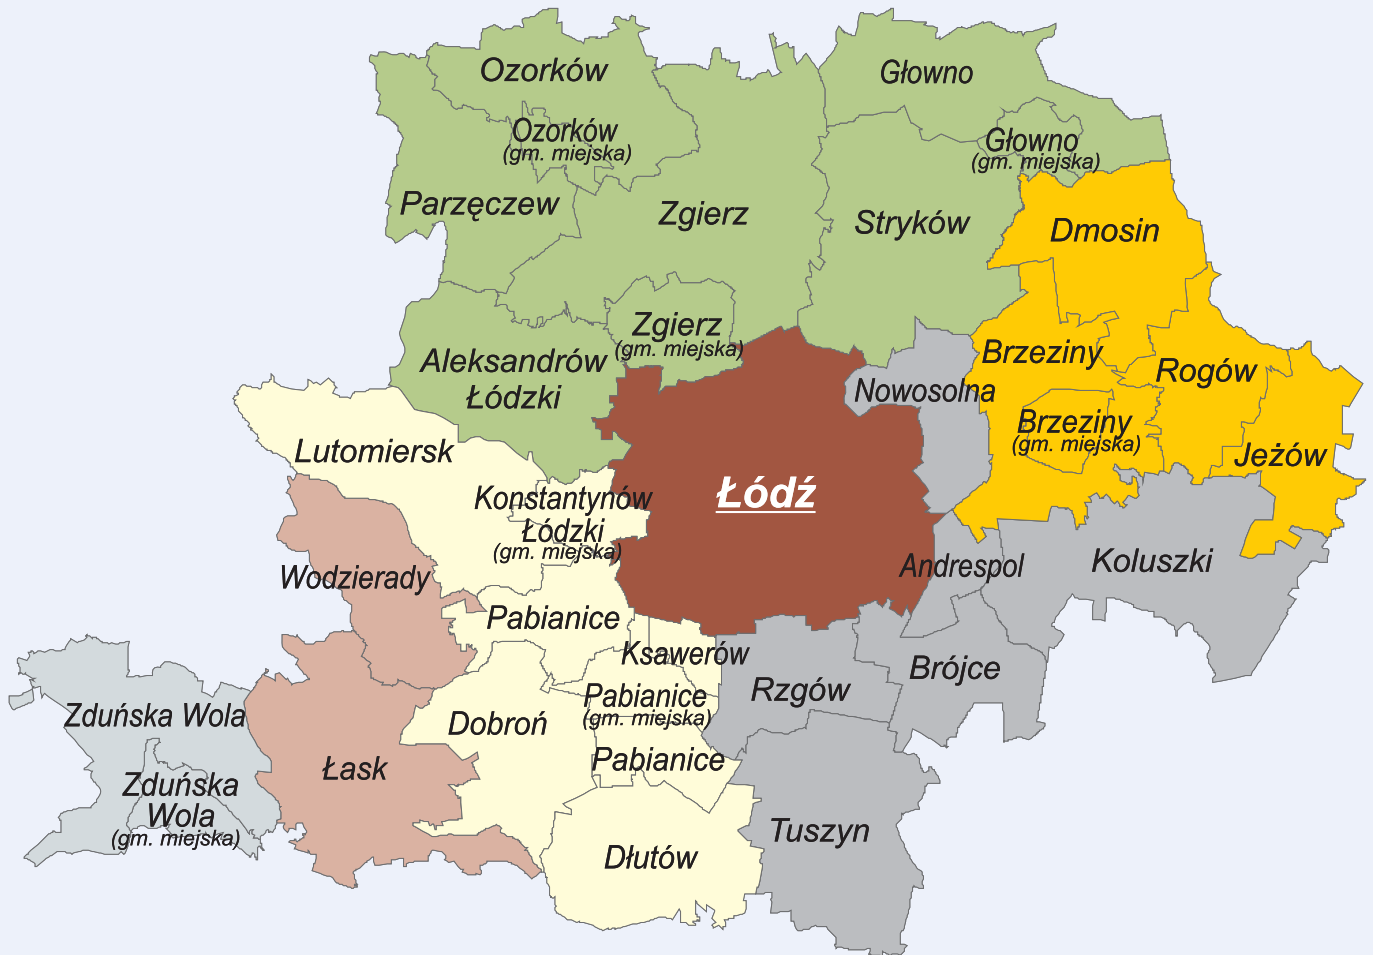 Ozorków
Głowno
Ozorków
(gm. miejska)
Głowno
(gm. miejska)
Parzęczew
Zgierz
Stryków
Dmosin
Zgierz
(gm. miejska)
Aleksandrów
Łódzki
Brzeziny
Rogów
Nowosolna
Brzeziny
(gm. miejska)
Jeżów
Lutomiersk
Łódź
Konstantynów
Łódzki
(gm. miejska)
Wodzierady
Andrespol
Koluszki
Pabianice
Ksawerów
Brójce
Rzgów
Pabianice
(gm. miejska)
Zduńska Wola
Dobroń
Pabianice
Łask
Zduńska
Wola
(gm. miejska)
Tuszyn
Dłutów